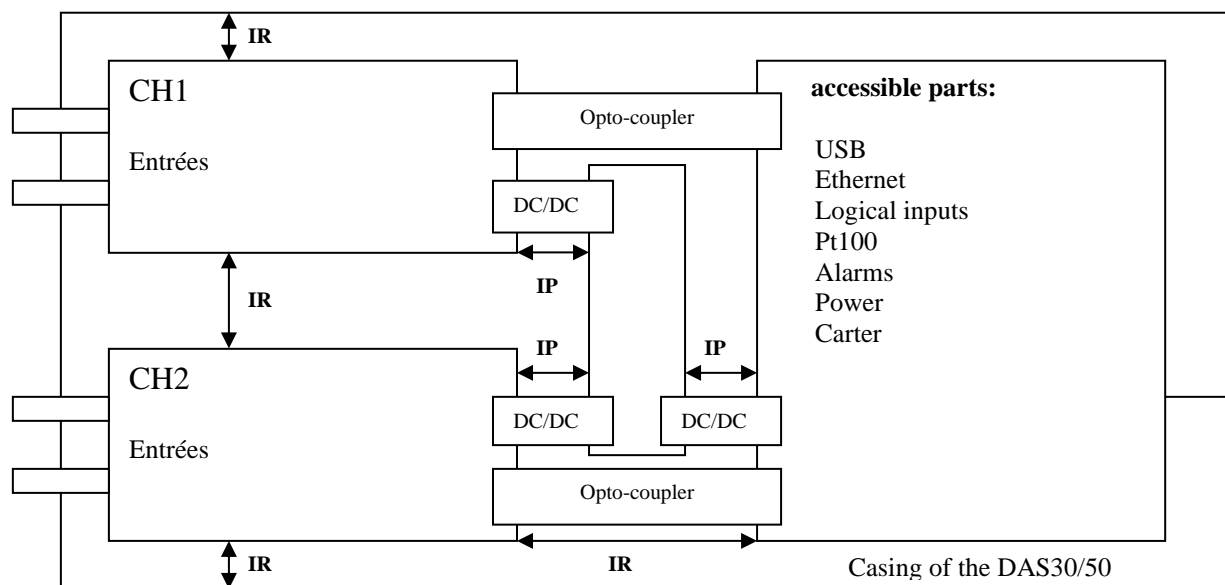 IR
CH1
Entrées
Opto-coupler
DC/DC
IP
IR
CH2
Entrées
IP
IP
DC/DC
DC/DC
Opto-coupler
IR
IR
accessible parts:
USB
Ethernet
Logical inputs
Pt100
Alarms
Power
Carter
Casing of the DAS30/50